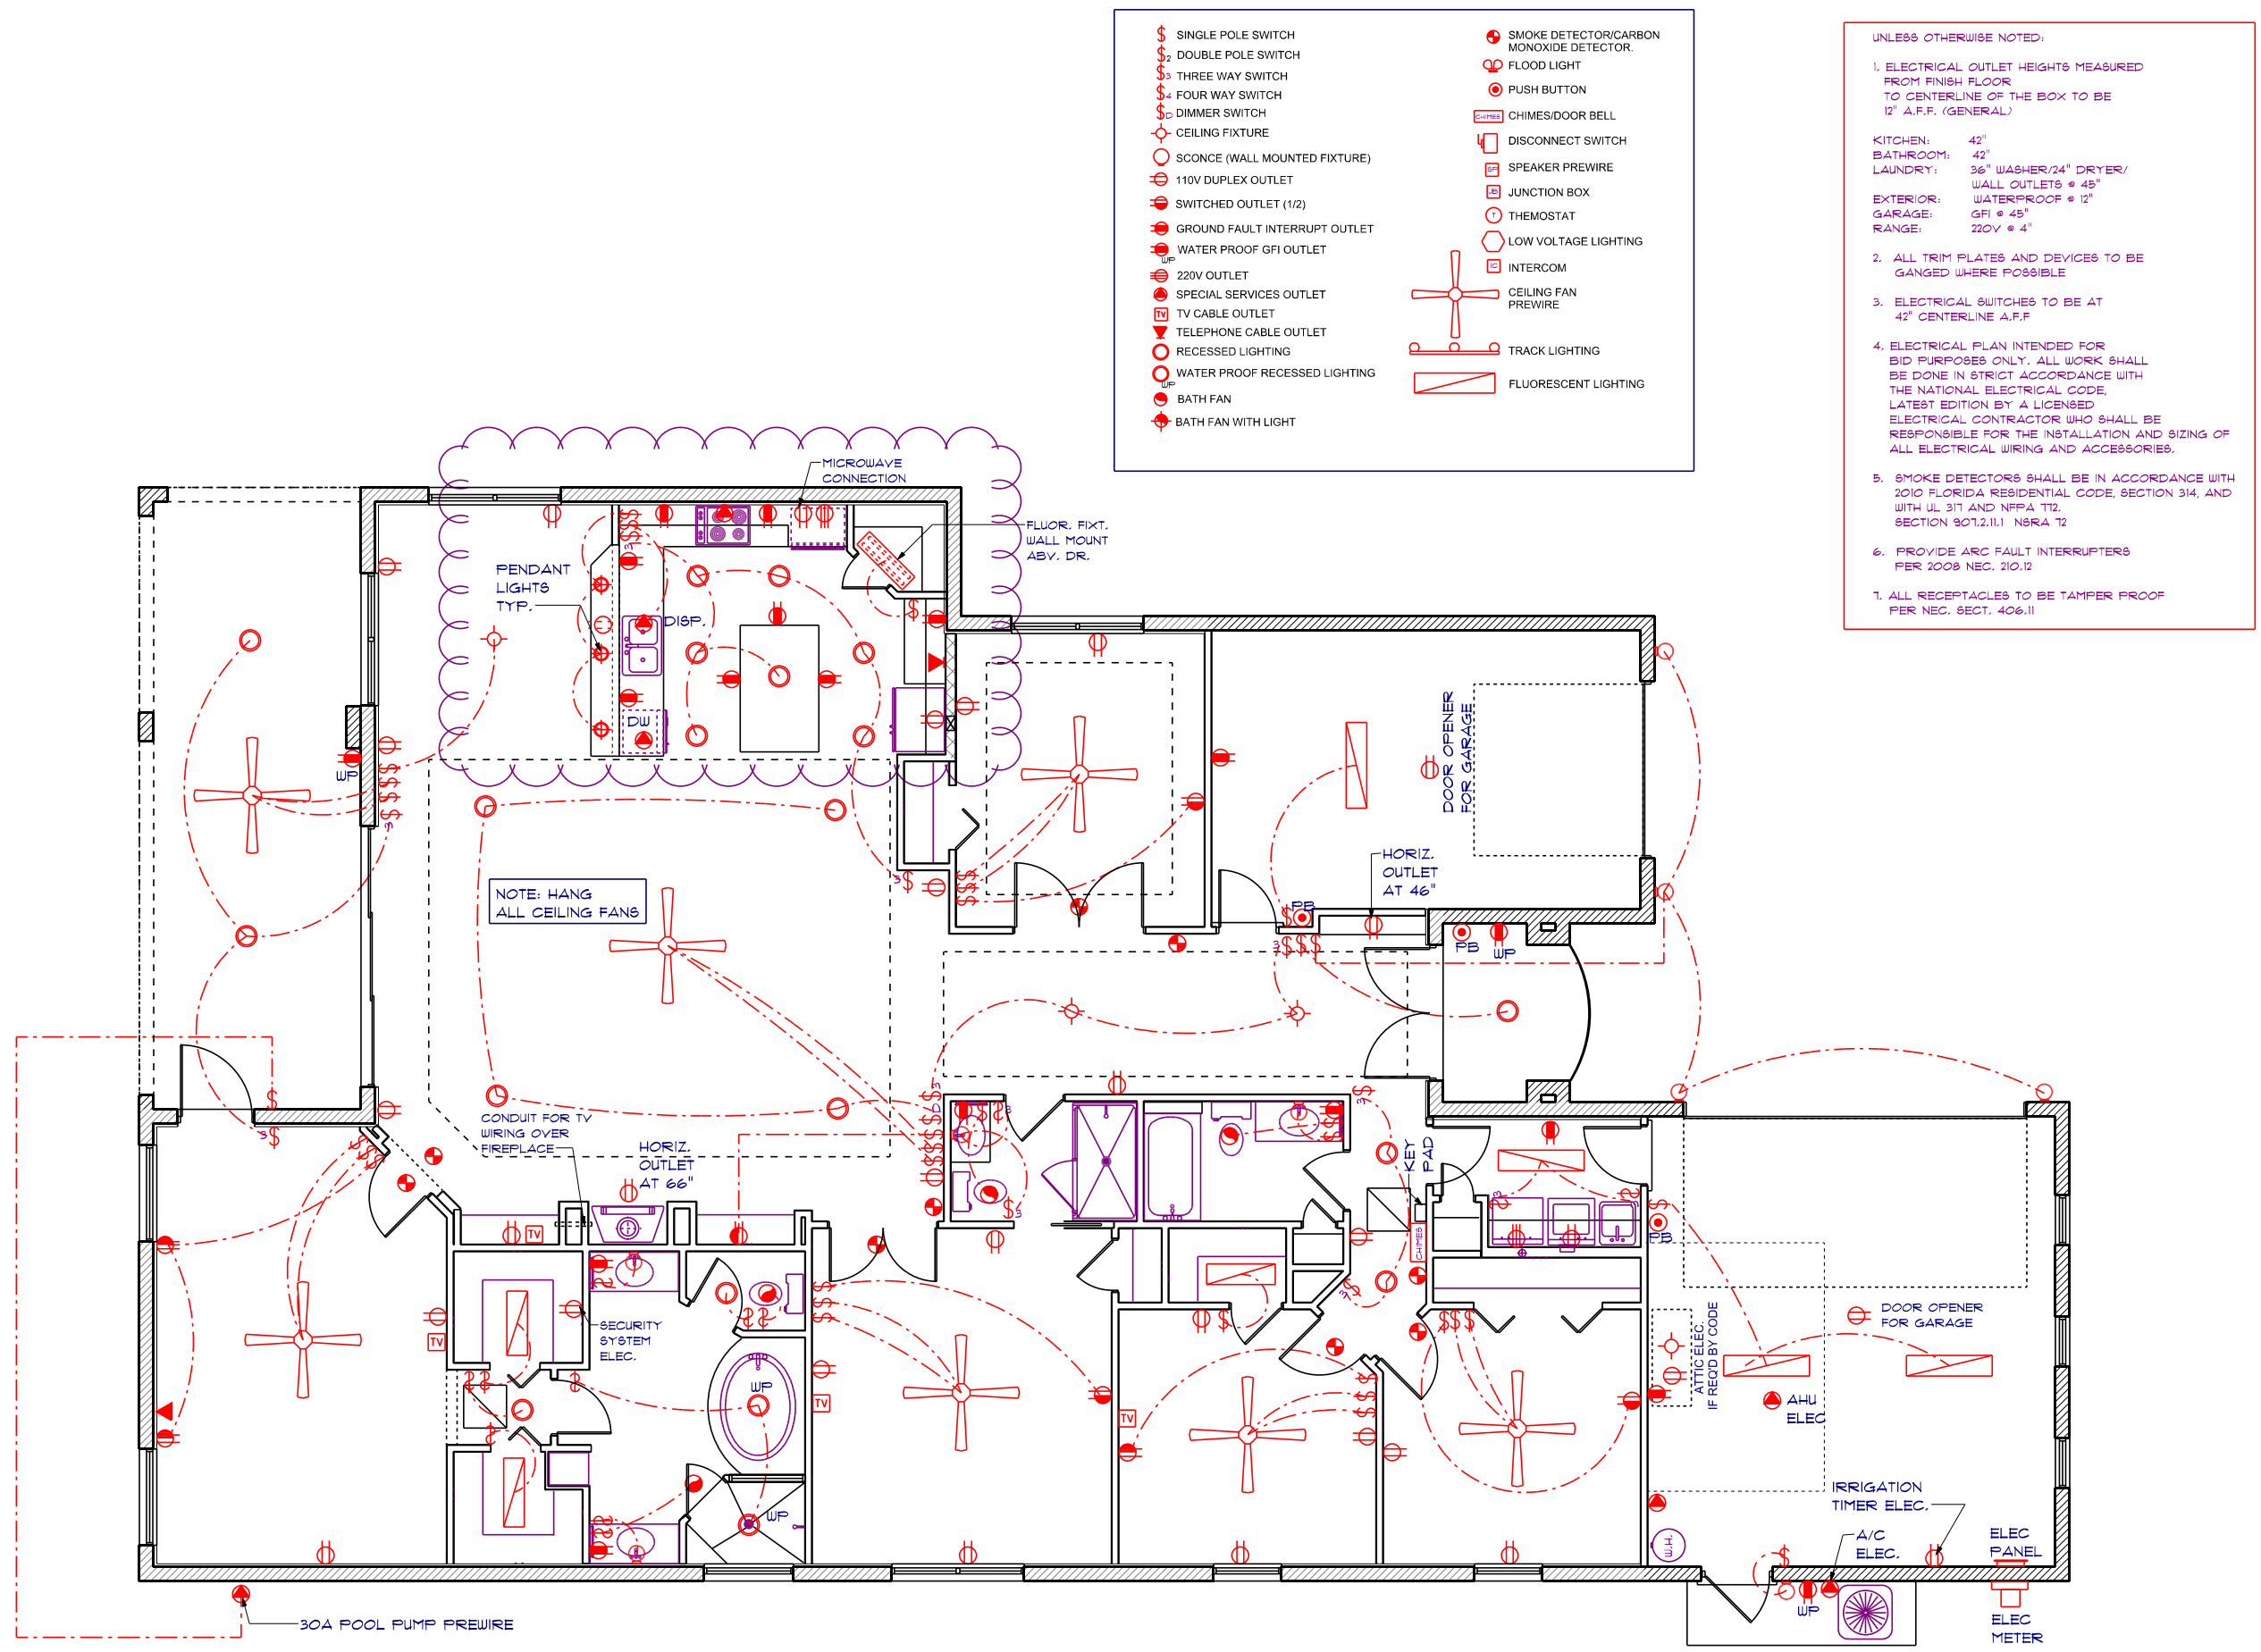 SINGLE POLE SWITCH
2 DOUBLE POLE SWITCH
3 THREE WAY SWITCH
4 FOUR WAY SWITCH
D DIMMER SWITCH
CEILING FIXTURE
SCONCE (WALL MOUNTED FIXTURE)
110V DUPLEX OUTLET
SWITCHED OUTLET (1/2)
GROUND FAULT INTERRUPT OUTLET
WATER PROOF GFI OUTLET
WP
220V OUTLET
SPECIAL SERVICES OUTLET
TV TV CABLE OUTLET
TELEPHONE CABLE OUTLET
RECESSED LIGHTING
WATER PROOF RECESSED LIGHTING
WP
BATH FAN
BATH FAN WITH LIGHT
SMOKE DETECTOR/CARBON
MONOXIDE DETECTOR.
FLOOD LIGHT
PUSH BUTTON
CHIMES CHIMES/DOOR BELL
DISCONNECT SWITCH
SP SPEAKER PREWIRE
JB JUNCTION BOX
T THEMOSTAT
LOW VOLTAGE LIGHTING
IC INTERCOM
CEILING FAN
PREWIRE
TRACK LIGHTING
FLUORESCENT LIGHTING
UNLESS OTHERWISE NOTED:
1. ELECTRICAL OUTLET HEIGHTS MEASURED
FROM FINISH FLOOR
TO CENTERLINE OF THE BOX TO BE
12" A.F.F. (GENERAL)
KITCHEN: 42"
BATHROOM: 42"
LAUNDRY: 36" WASHER/24" DRYER/
WALL OUTLETS @ 45"
EXTERIOR: WATERPROOF @ 12"
GARAGE: GFI @ 45"
RANGE: 220V @ 4"
2. ALL TRIM PLATES AND DEVICES TO BE
GANGED WHERE POSSIBLE
3. ELECTRICAL SWITCHES TO BE AT
42" CENTERLINE A.F.F
4. ELECTRICAL PLAN INTENDED FOR
BID PURPOSES ONLY. ALL WORK SHALL
BE DONE IN STRICT ACCORDANCE WITH
THE NATIONAL ELECTRICAL CODE,
LATEST EDITION BY A LICENSED
ELECTRICAL CONTRACTOR WHO SHALL BE
RESPONSIBLE FOR THE INSTALLATION AND SIZING OF
ALL ELECTRICAL WIRING AND ACCESSORIES.
5. SMOKE DETECTORS SHALL BE IN ACCORDANCE WITH
2010 FLORIDA RESIDENTIAL CODE, SECTION 314, AND
WITH UL 317 AND NFPA 772.
SECTION 907.2.11.1 NSRA 72
6. PROVIDE ARC FAULT INTERRUPTERS
PER 2008 NEC. 210.12
7. ALL RECEPTACLES TO BE TAMPER PROOF
PER NEC. SECT. 406.11
MICROWAVE
CONNECTION
FLUOR. FIXT.
WALL MOUNT
ABV. DR.
PENDANT
LIGHTS
TYP.
DISP.
DW
WP
DOOR OPENER
FOR GARAGE
NOTE: HANG
ALL CEILING FANS
HORIZ.
OUTLET
AT 46"
PB
PB
WP
CONDUIT FOR TV
WIRING OVER
FIREPLACE
HORIZ.
OUTLET
AT 66"
KEY
PAD
CHIMES
PB
TV
TV
SECURITY
SYSTEM
ELEC.
WP
TV
TV
WP
ATTIC ELEC.
IF REQ'D BY CODE
DOOR OPENER
FOR GARAGE
AHU
ELEC
IRRIGATION
TIMER ELEC.
A/C
ELEC.
ELEC
PANEL
W.H.
WP
ELEC
METER
30A POOL PUMP PREWIRE